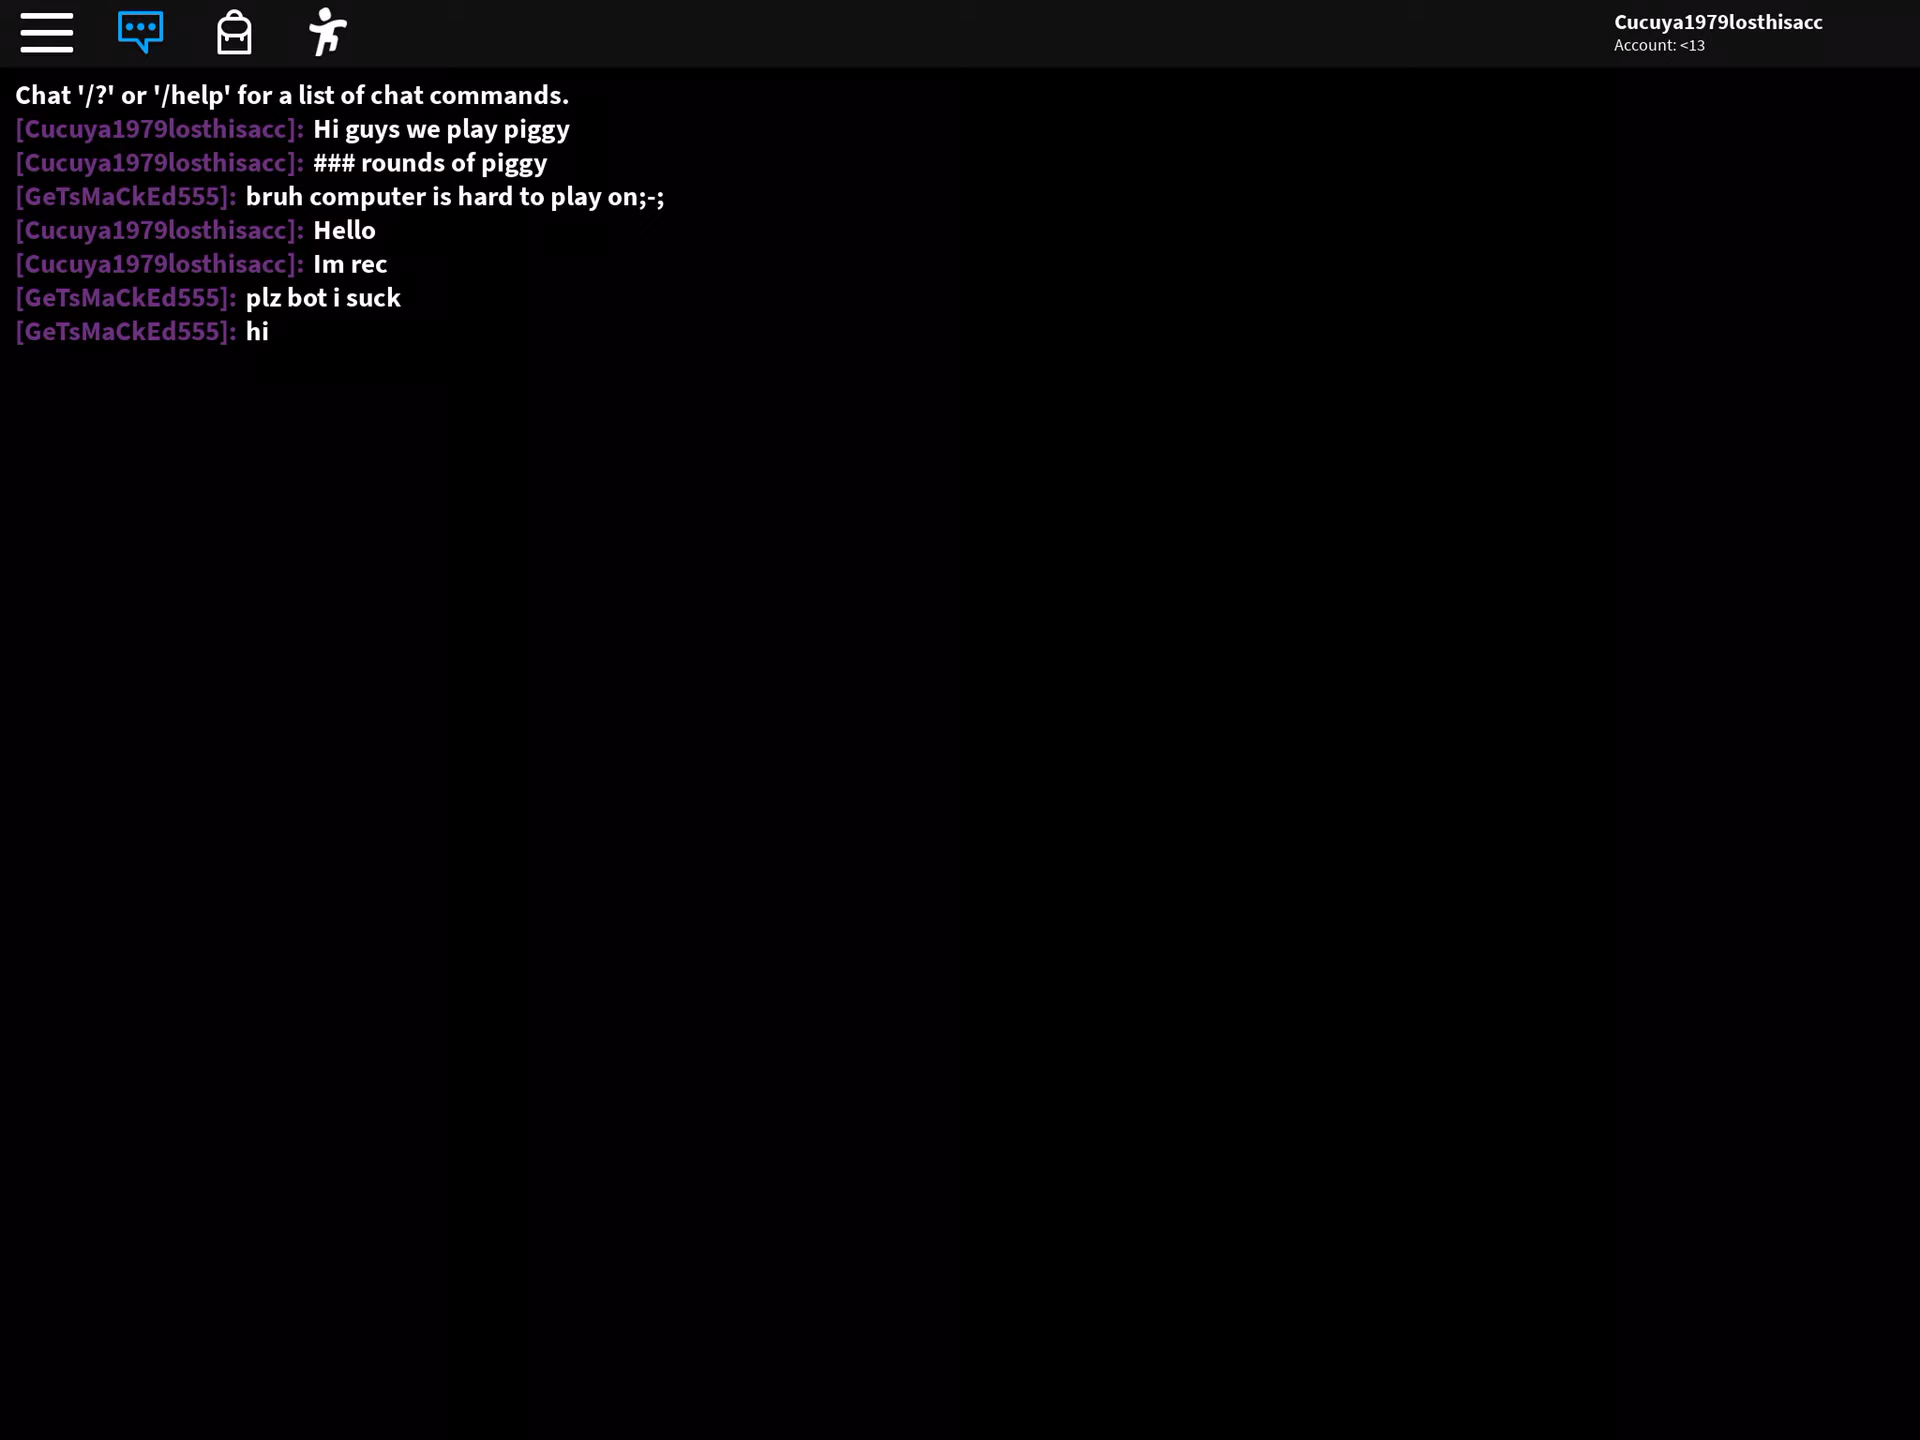 Cucuya1979losthisacc
Account: <13
Chat '/?' or '/help' for a list of chat commands.
[Cucuya1979losthisacc]: Hi guys we play piggy
[Cucuya1979losthisacc]: ### rounds of piggy
[GeTsMaCkEd555]: bruh computer is hard to play on;-;
[Cucuya1979losthisacc]: Hello
[Cucuya1979losthisacc]: Im rec
[GeTsMaCkEd555]: plz bot i suck
[GeTsMaCkEd555]: hi